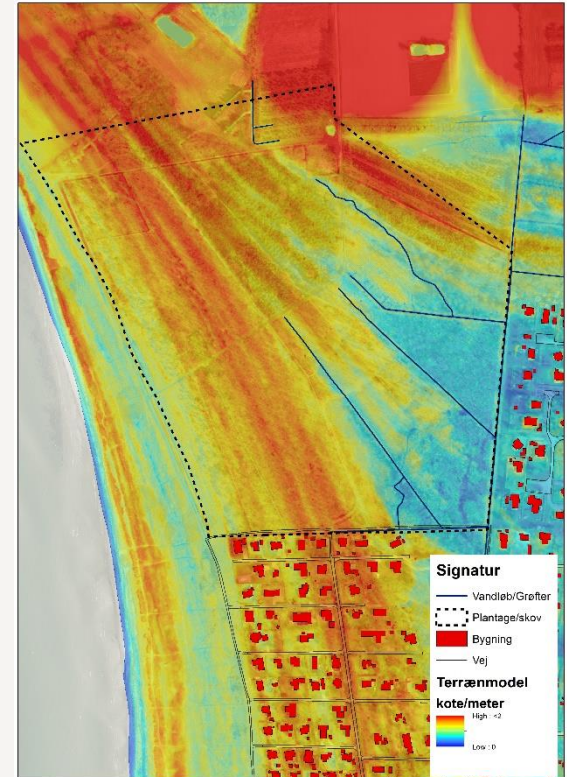 Signatur
Vandløb/Grøfter
Plantage/skov
Bygning
Vej
Terrænmodel
kote/meter
High : <2
Low : 0